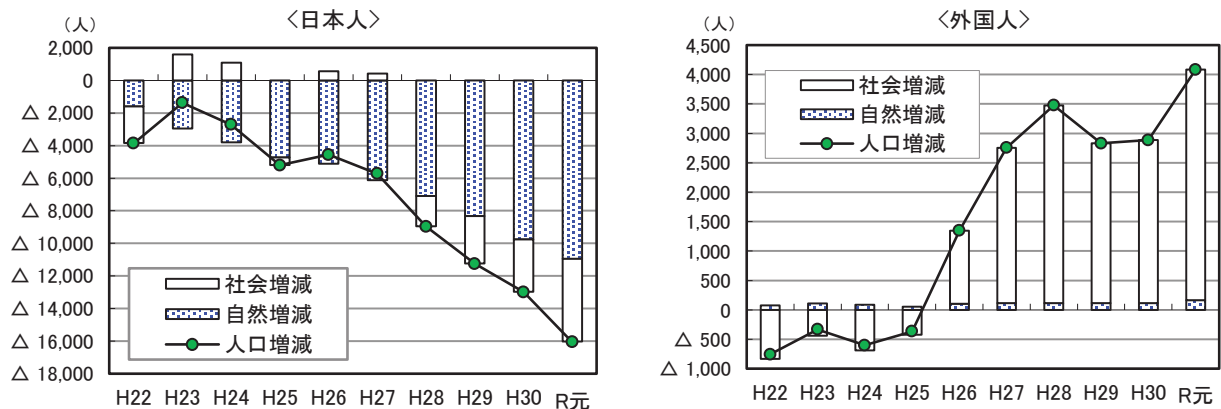 〈日本人〉
（人）
2,000
0
△ 2,000
△ 4,000
△ 6,000
△ 8,000
△ 10,000
△ 12,000
△ 14,000
△ 16,000
△ 18,000
社会増減
自然増減
人口増減
H22 H23 H24 H25 H26 H27 H28 H29 H30 R元
〈外国人〉
（人）
4,500
4,000
3,500
3,000
2,500
2,000
1,500
1,000
500
0
△ 500
△ 1,000
社会増減
自然増減
人口増減
H22 H23 H24 H25 H26 H27 H28 H29 H30 R元